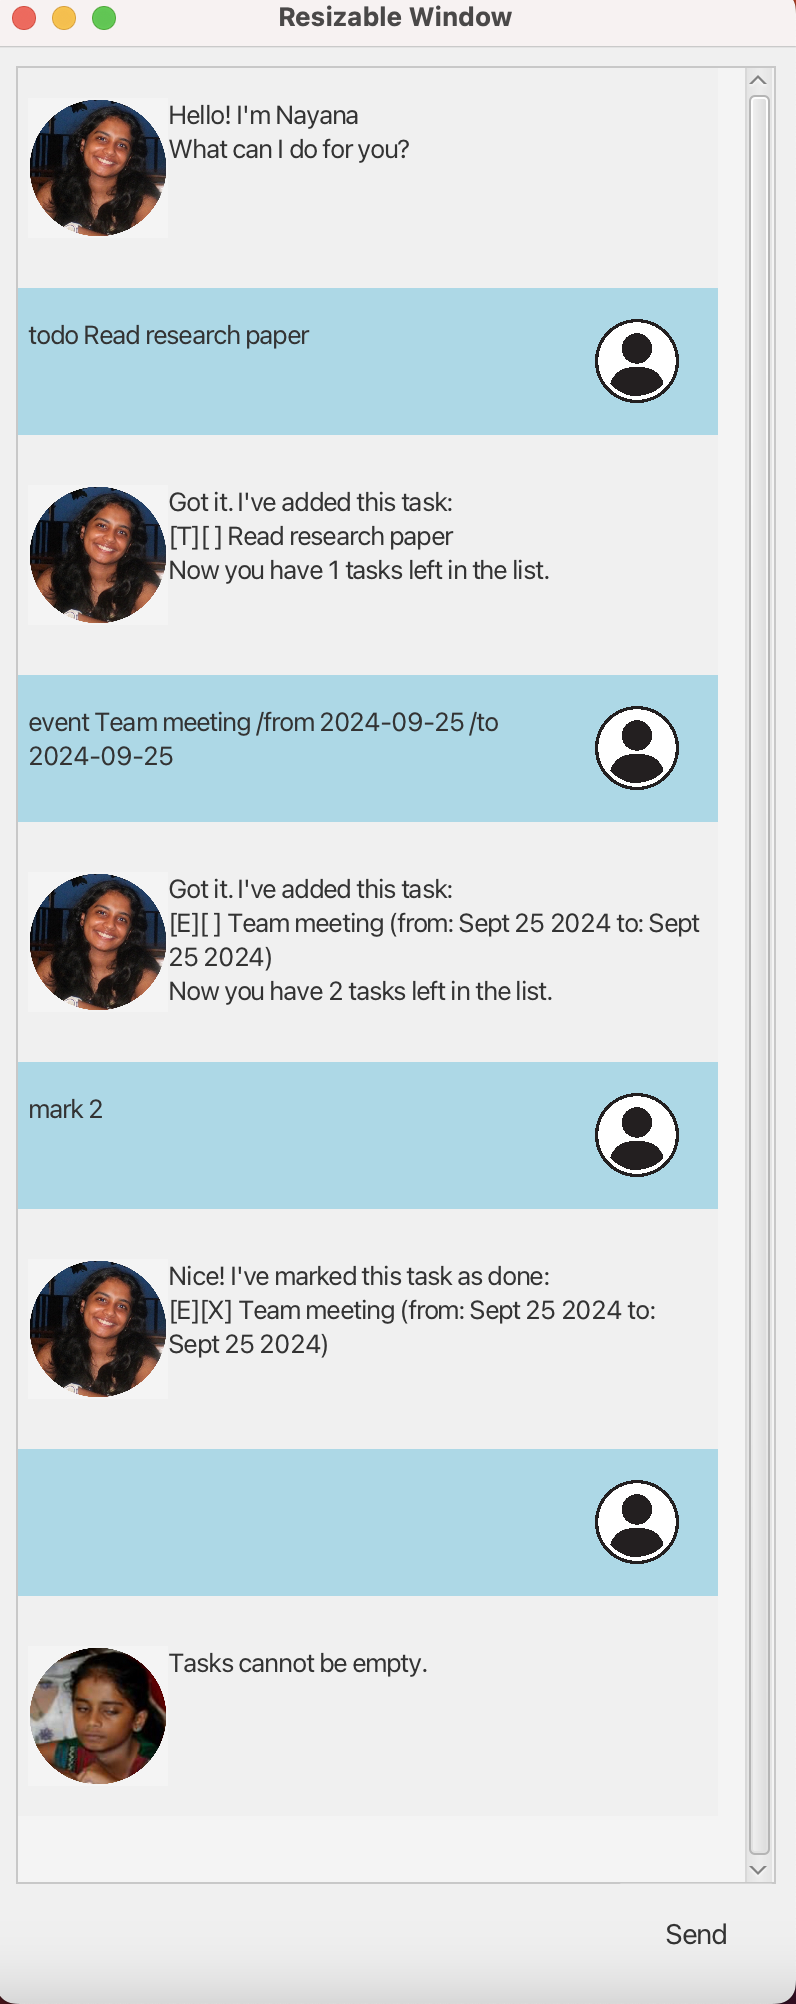 Resizable Window
Hello! I'm Nayana
What can I do for you?
todo Read research paper
Got it. I've added this task:
[T][ ] Read research paper
Now you have 1 tasks left in the list.
event Team meeting /from 2024-09-25 /to
2024-09-25
Got it. I've added this task:
[E][ ] Team meeting (from: Sept 25 2024 to: Sept
25 2024)
Now you have 2 tasks left in the list.
mark 2
Nice! I've marked this task as done:
[E][X] Team meeting (from: Sept 25 2024 to:
Sept 25 2024)
Tasks cannot be empty.
Send